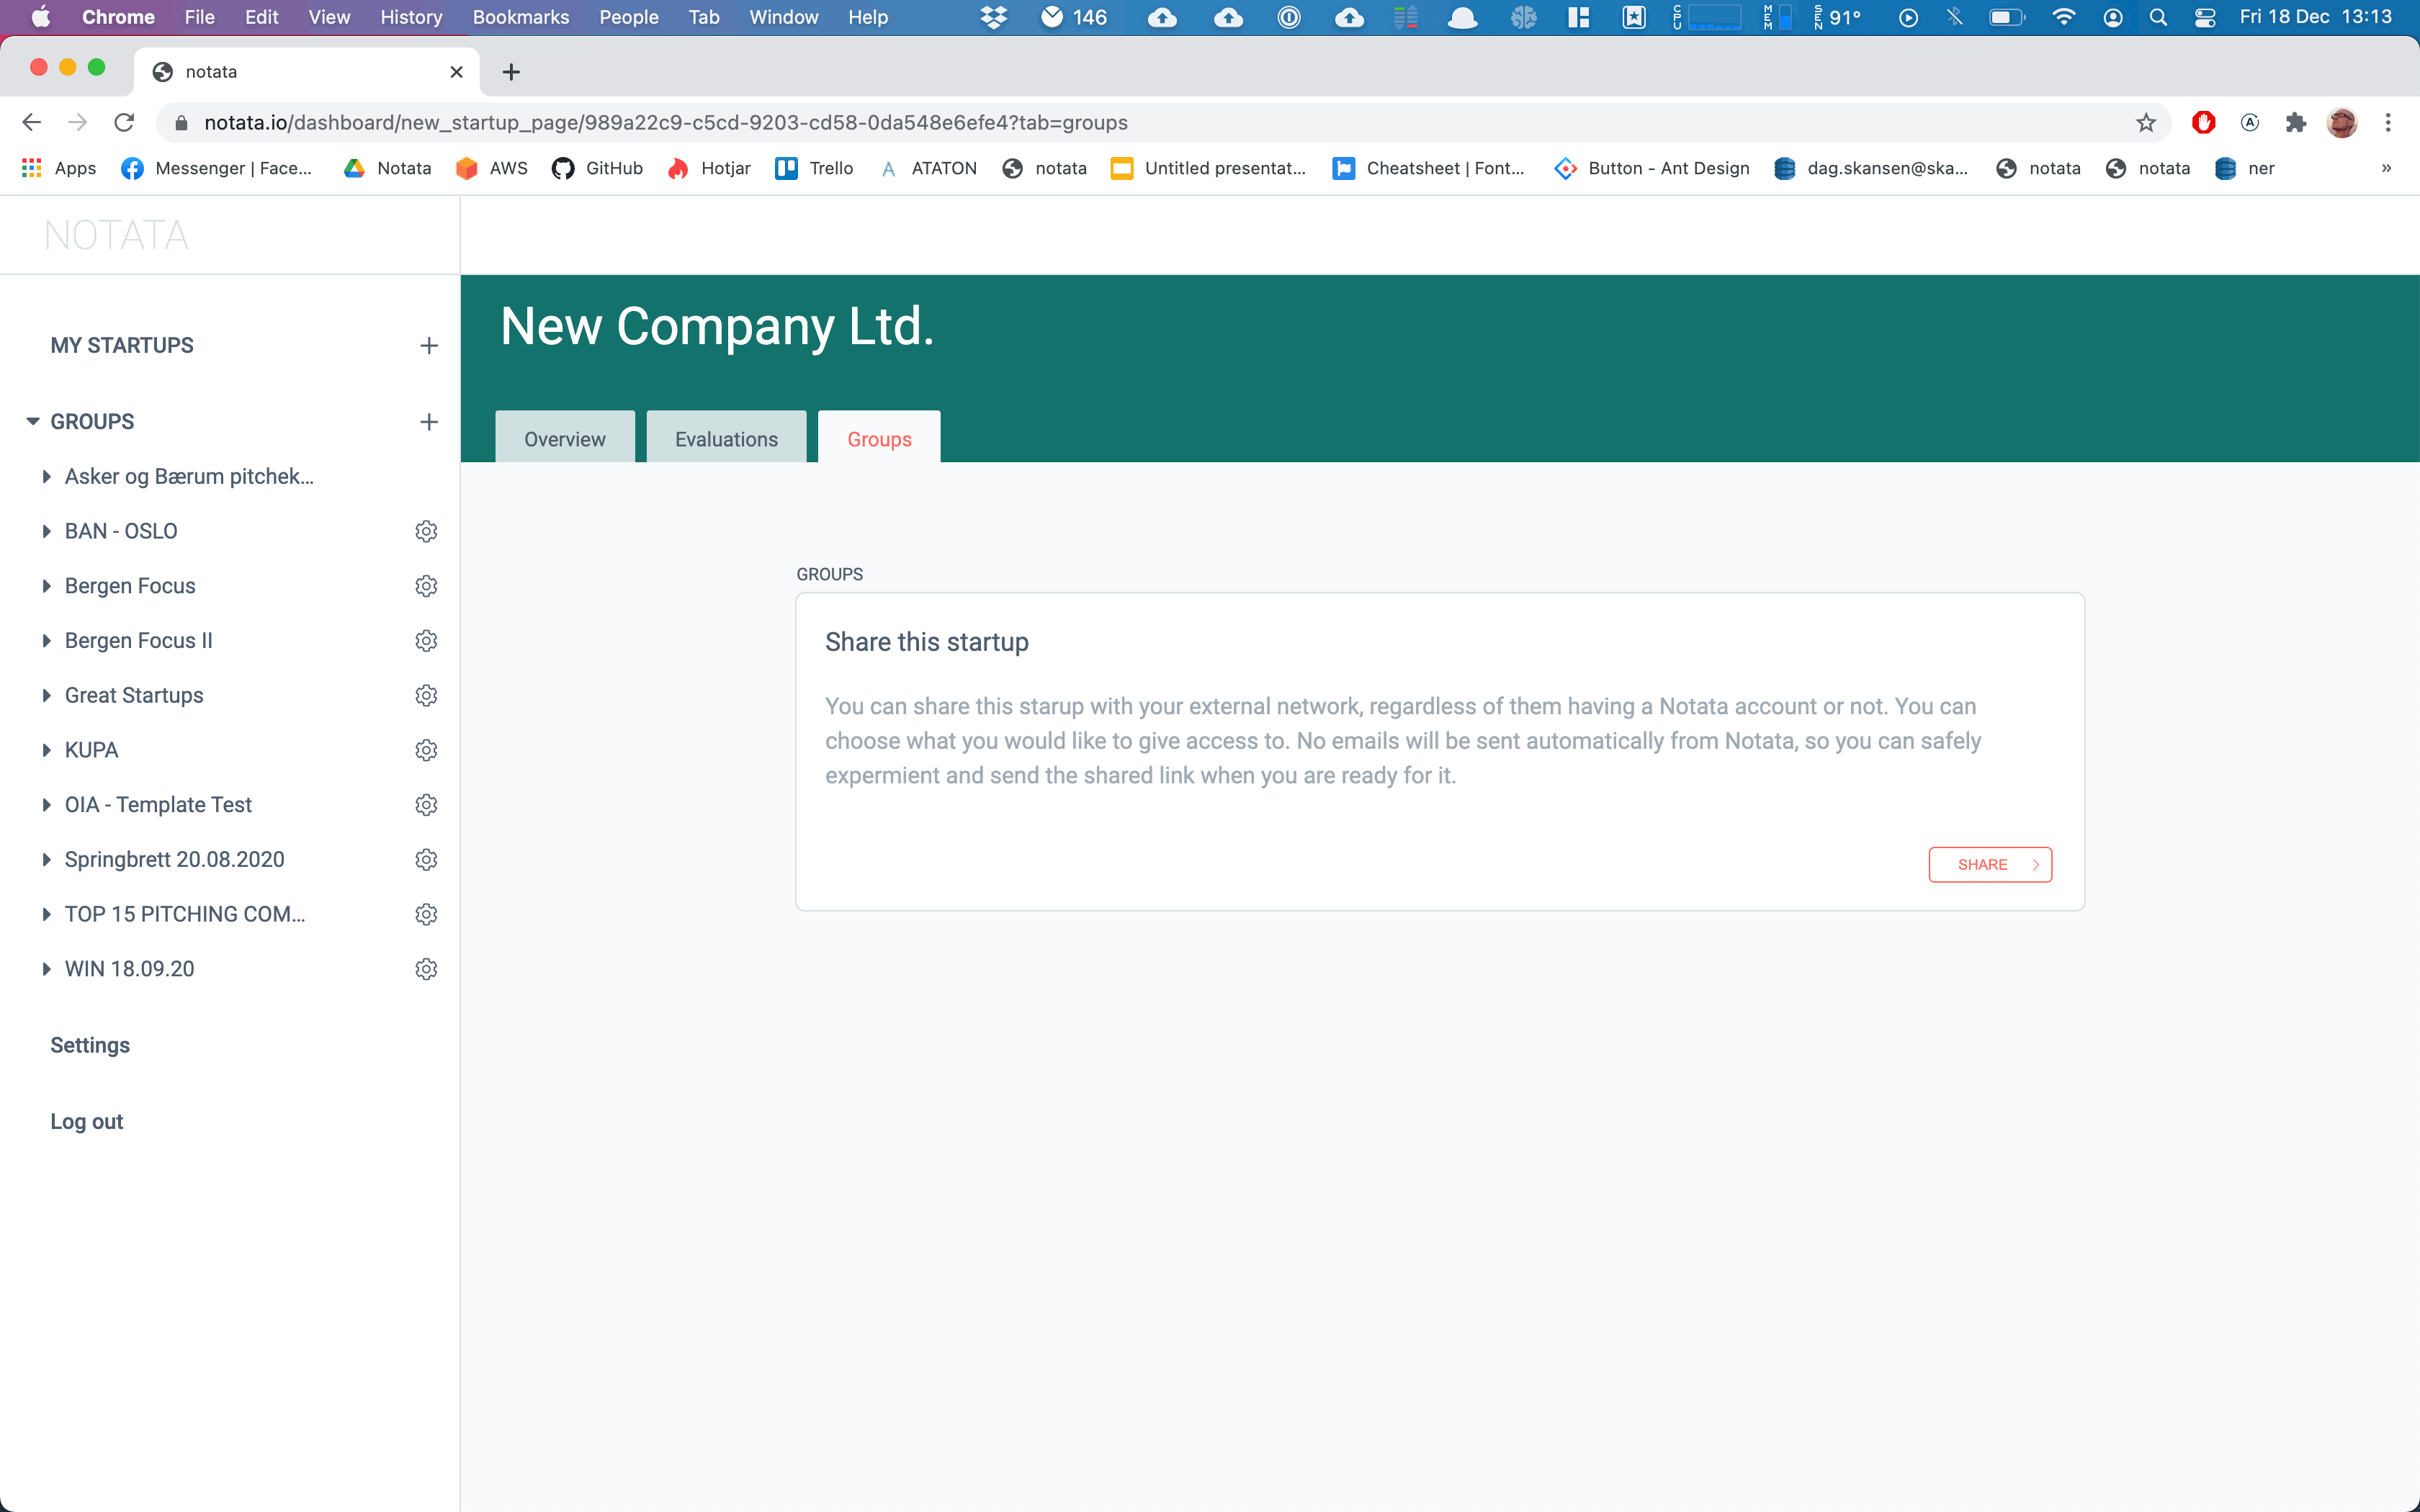 Chrome File Edit View History Bookmarks People Tab Window Help 146 CPU MEM SEN 91° Fri 18 Dec 13:13
notata
notata.io/dashboard/new_startup_page/989a22c9-c5cd-9203-cd58-0da548e6efe4?tab=groups
Apps Messenger | Face... Notata AWS GitHub Hotjar Trello ATATON notata Untitled presentat... Cheatsheet | Font... Button - Ant Design dag.skansen@ska... notata notata ner »
NOTATA
MY STARTUPS
GROUPS
Asker og Bærum pitchek...
BAN - OSLO
Bergen Focus
Bergen Focus II
Great Startups
KUPA
OIA - Template Test
Springbrett 20.08.2020
TOP 15 PITCHING COM...
WIN 18.09.20
Settings
Log out
New Company Ltd.
Overview Evaluations Groups
GROUPS
Share this startup
You can share this starup with your external network, regardless of them having a Notata account or not. You can
choose what you would like to give access to. No emails will be sent automatically from Notata, so you can safely
expermient and send the shared link when you are ready for it.
SHARE